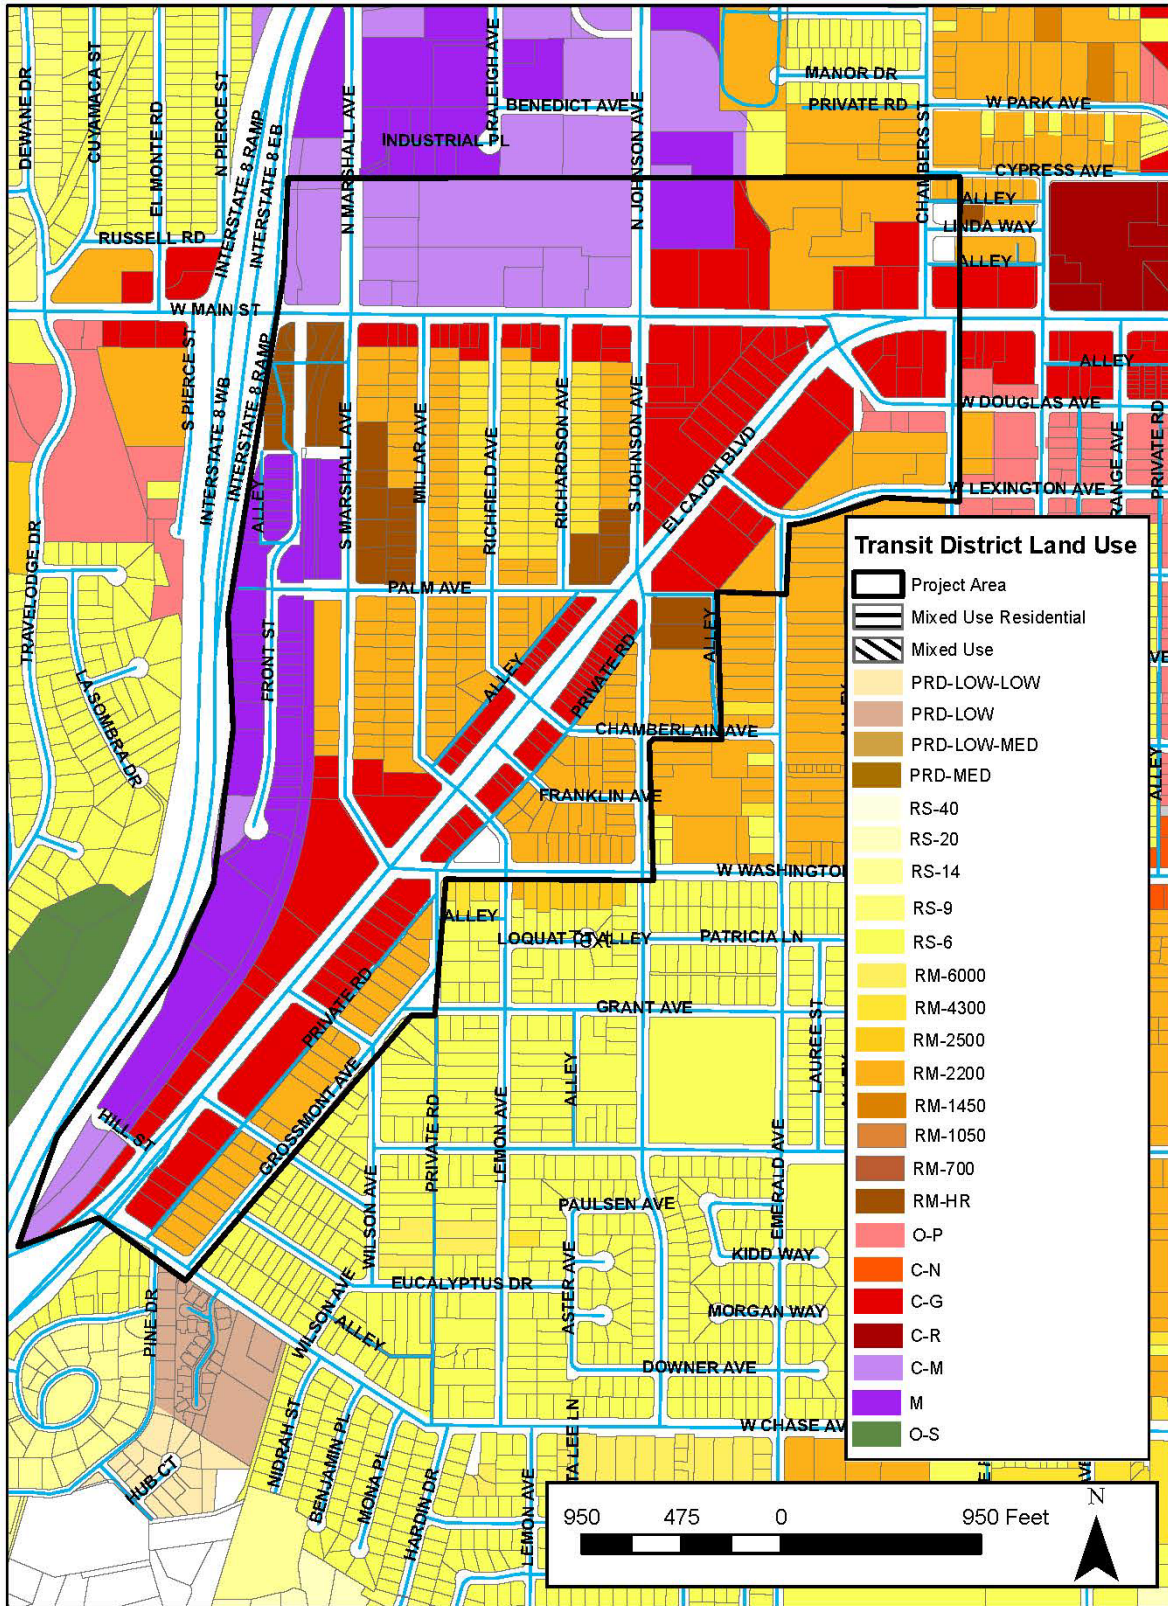 DEWANE DR
CUYAMACA ST
EL MONTE RD
N PIERCE ST
INTERSTATE 8 RAMP
INTERSTATE 8 EB
N MARSHALL AVE
RALEIGH AVE
BENEDICT AVE
INDUSTRIAL PL
N JOHNSON AVE
MANOR DR
PRIVATE RD
W PARK AVE
CHAMBERS ST
CYPRESS AVE
ALLEY
LINDA WAY
ALLEY
RUSSELL RD
W MAIN ST
S PIERCE ST
INTERSTATE 8 WB
INTERSTATE 8 RAMP
ALLEY
S MARSHALL AVE
MILLAR AVE
RICHFIELD AVE
RICHARDSON AVE
S JOHNSON AVE
EL CAJON BLVD
ALLEY
W DOUGLAS AVE
W LEXINGTON AVE
RANGE AVE
PRIVATE RD
TRAVELODGE DR
LA SOMBRA DR
FRONT ST
PALM AVE
ALLEY
PRIVATE RD
ALLEY
CHAMBERLAIN AVE
FRANKLIN AVE
W WASHINGTON
ALLEY
LOQUAT CT
ALLEY
Text
PATRICIA LN
GRANT AVE
PRIVATE RD
GROSSMONT AVE
HILL ST
WILSON AVE
PRIVATE RD
LEMON AVE
ALLEY
LAUREE ST
EMERALD AVE
PAULSEN AVE
KIDD WAY
MORGAN WAY
DOWNER AVE
ASTER AVE
EUCALYPTUS DR
WILSON AVE
ALLEY
PINE DR
HUB CT
NIDRAH ST
BENJAMIN PL
MONA PL
HARDIN DR
LEMON AVE
TA LEE LN
W CHASE AV
ALLEY
Transit District Land Use
Project Area
Mixed Use Residential
Mixed Use
PRD-LOW-LOW
PRD-LOW
PRD-LOW-MED
PRD-MED
RS-40
RS-20
RS-14
RS-9
RS-6
RM-6000
RM-4300
RM-2500
RM-2200
RM-1450
RM-1050
RM-700
RM-HR
O-P
C-N
C-G
C-R
C-M
M
O-S
950 475 0 950 Feet
N